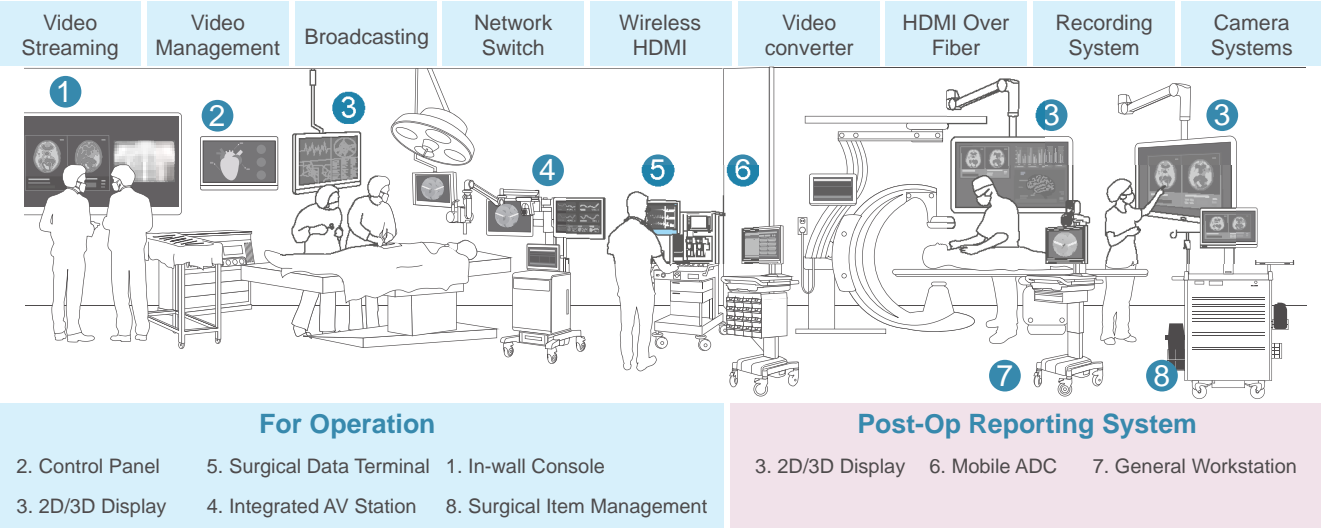 Video
Streaming
Video
Management
Broadcasting
Network
Switch
Wireless
HDMI
Video
converter
HDMI Over
Fiber
Recording
System
Camera
Systems
1
2
3
4
5
6
3
3
7
8
For Operation
2. Control Panel
5. Surgical Data Terminal
1. In-wall Console
3. 2D/3D Display
4. Integrated AV Station
8. Surgical Item Management
Post-Op Reporting System
3. 2D/3D Display
6. Mobile ADC
7. General Workstation